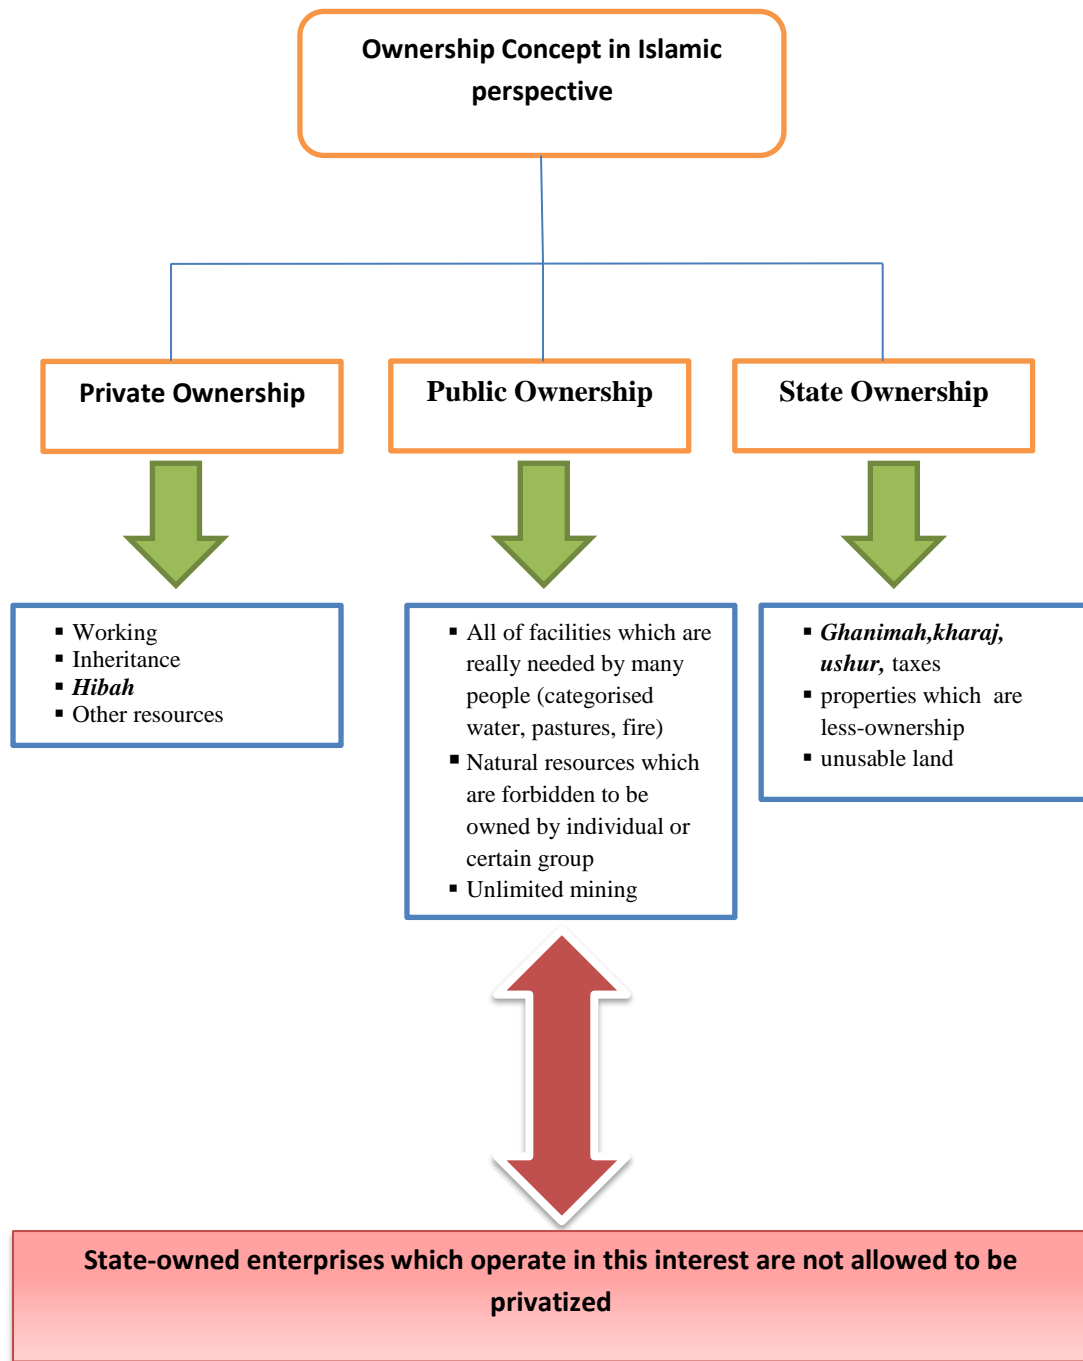 Ownership Concept in Islamic
perspective
Private Ownership
Public Ownership
State Ownership
▪ Working
▪ Inheritance
▪ Hibah
▪ Other resources
▪ All of facilities which are
really needed by many
people (categorised
water, pastures, fire)
▪ Natural resources which
are forbidden to be
owned by individual or
certain group
▪ Unlimited mining
▪ Ghanimah,kharaj,
ushur, taxes
▪ properties which are
less-ownership
▪ unusable land
State-owned enterprises which operate in this interest are not allowed to be
privatized